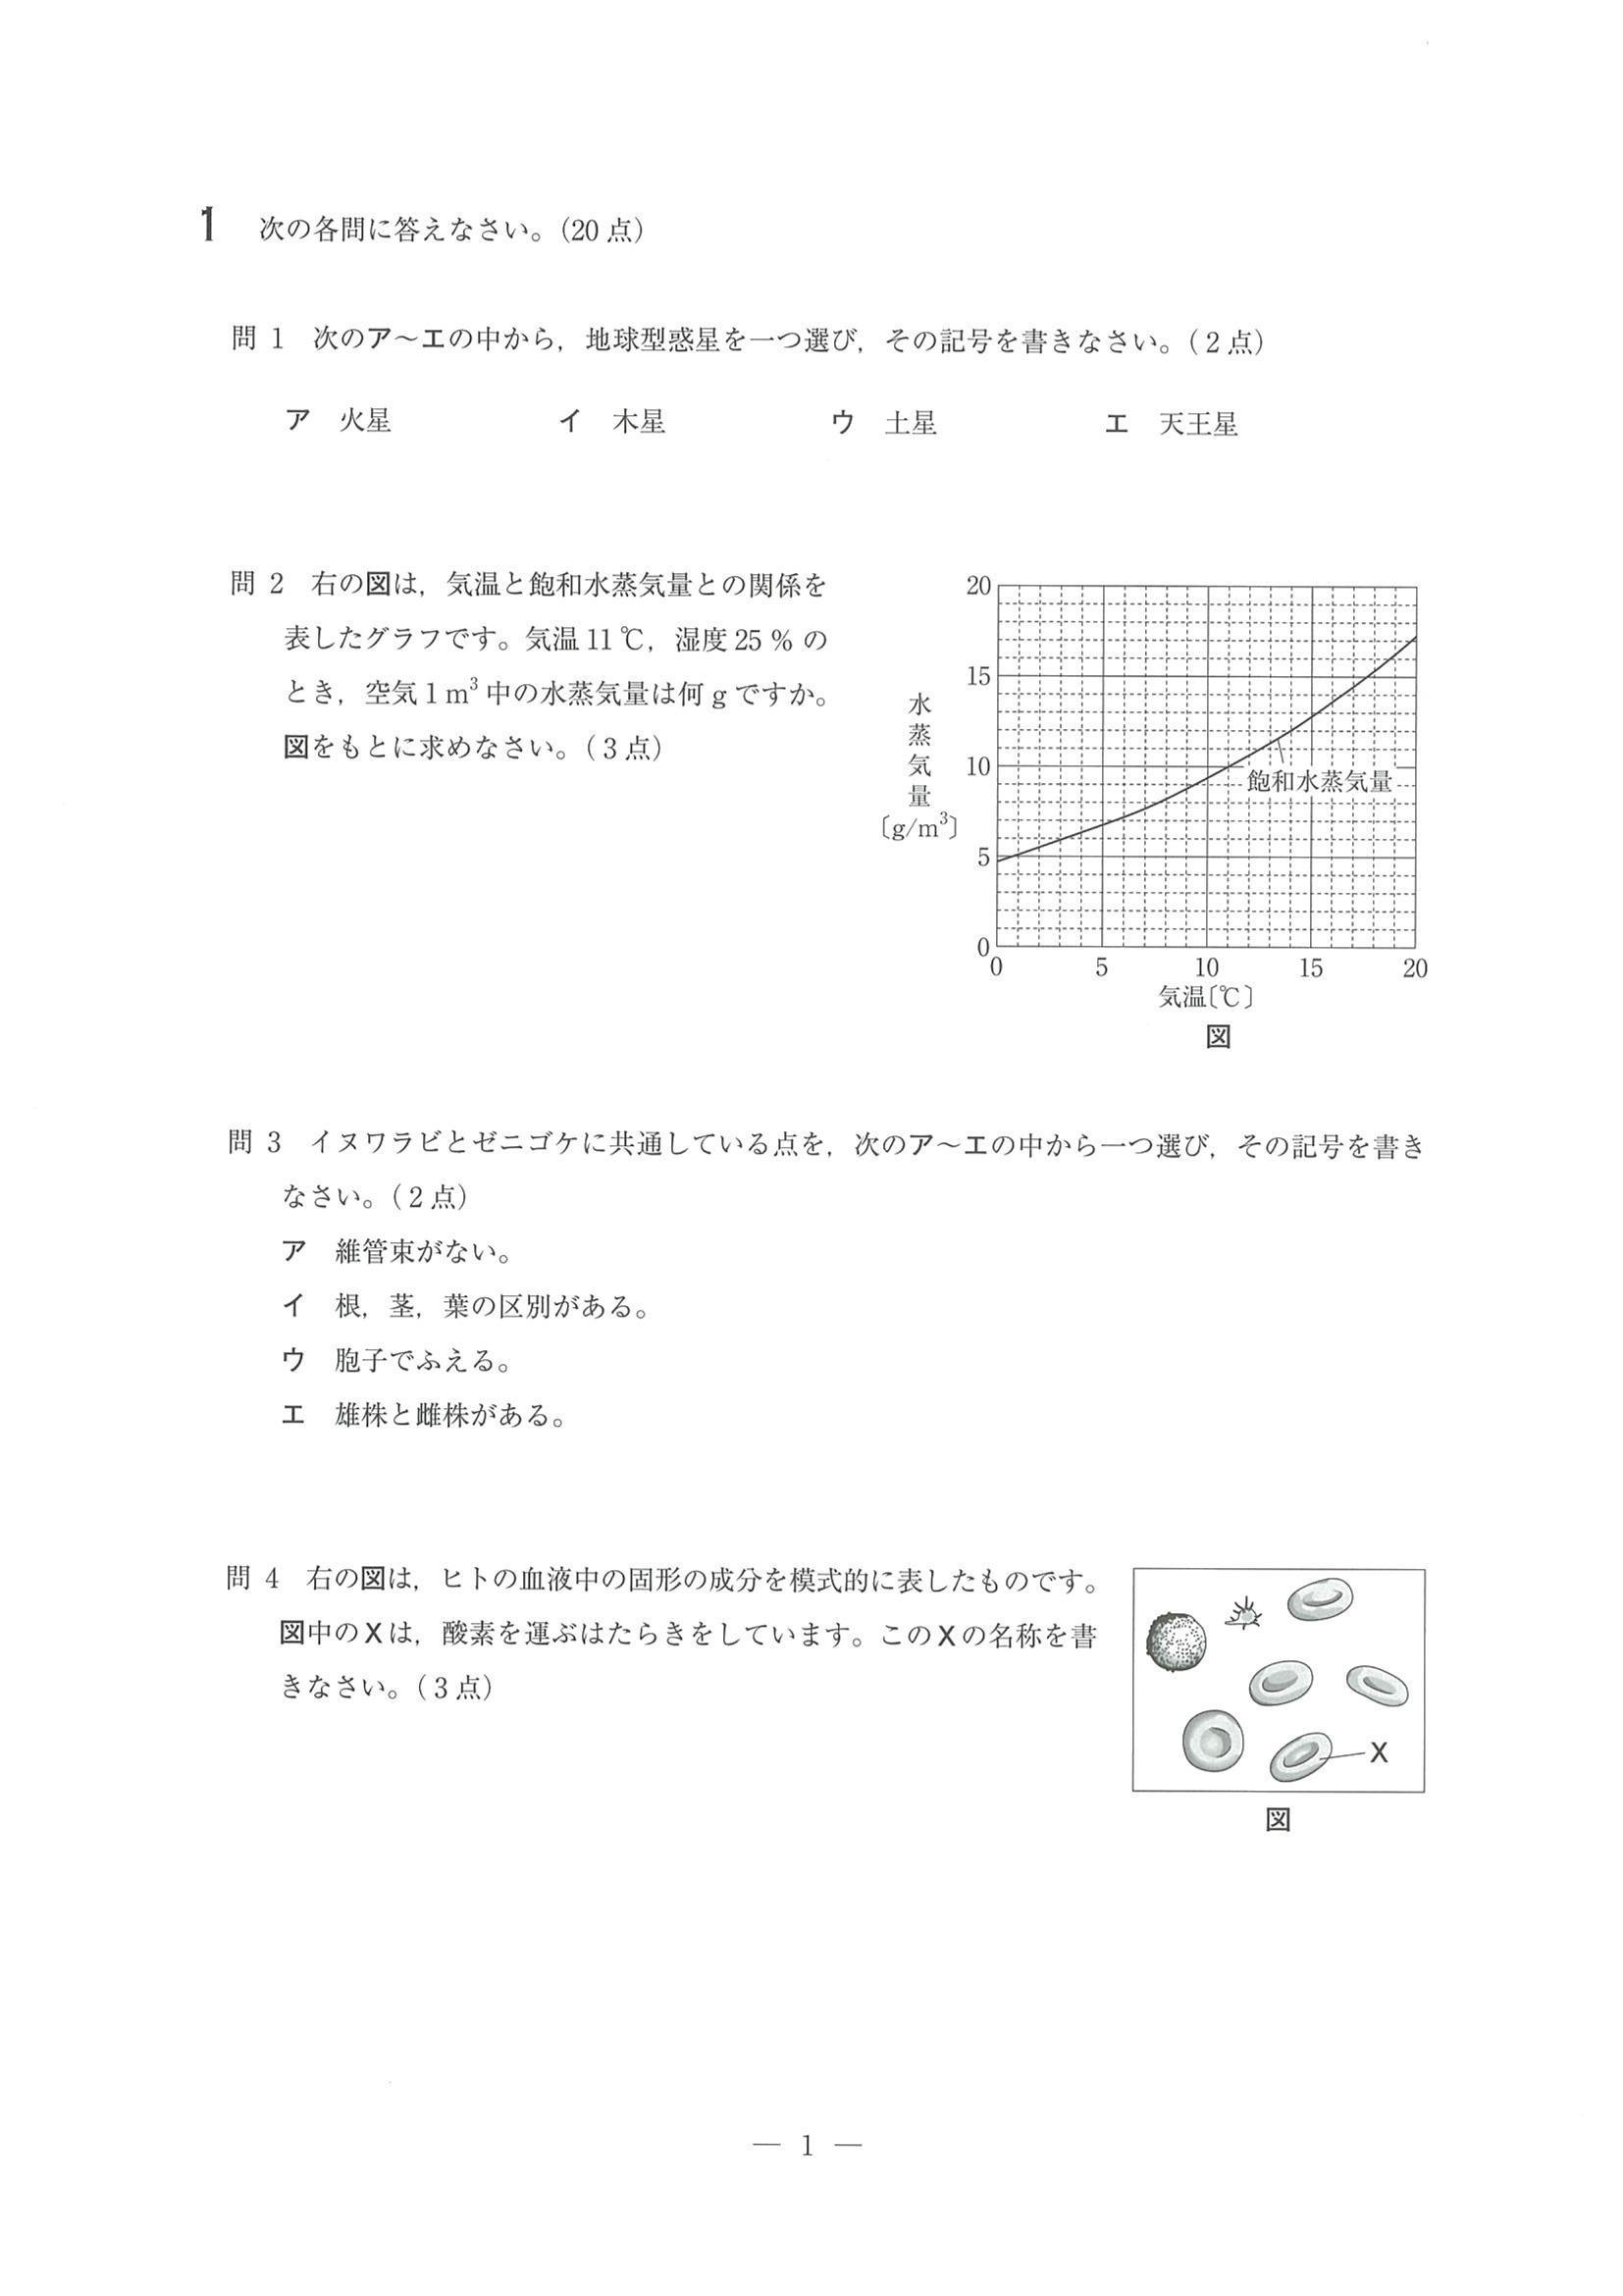 1 次の各問に答えなさい。(20点)
問1 次のア～エの中から，地球型惑星を一つ選び，その記号を書きなさい。(2点)
ア 火星 イ 木星 ウ 土星 エ 天王星
問2 右の図は，気温と飽和水蒸気量との関係を
表したグラフです。気温11℃，湿度25％の
とき，空気1m³中の水蒸気量は何gですか。
図をもとに求めなさい。(3点)
20
15
10
5
0
水蒸気量
〔g/m³〕
飽和水蒸気量
0 5 10 15 20
気温〔℃〕
図
問3 イヌワラビとゼニゴケに共通している点を，次のア～エの中から一つ選び，その記号を書き
なさい。(2点)
ア 維管束がない。
イ 根，茎，葉の区別がある。
ウ 胞子でふえる。
エ 雄株と雌株がある。
問4 右の図は，ヒトの血液中の固形の成分を模式的に表したものです。
図中のXは，酸素を運ぶはたらきをしています。このXの名称を書
きなさい。(3点)
X
図
— 1 —